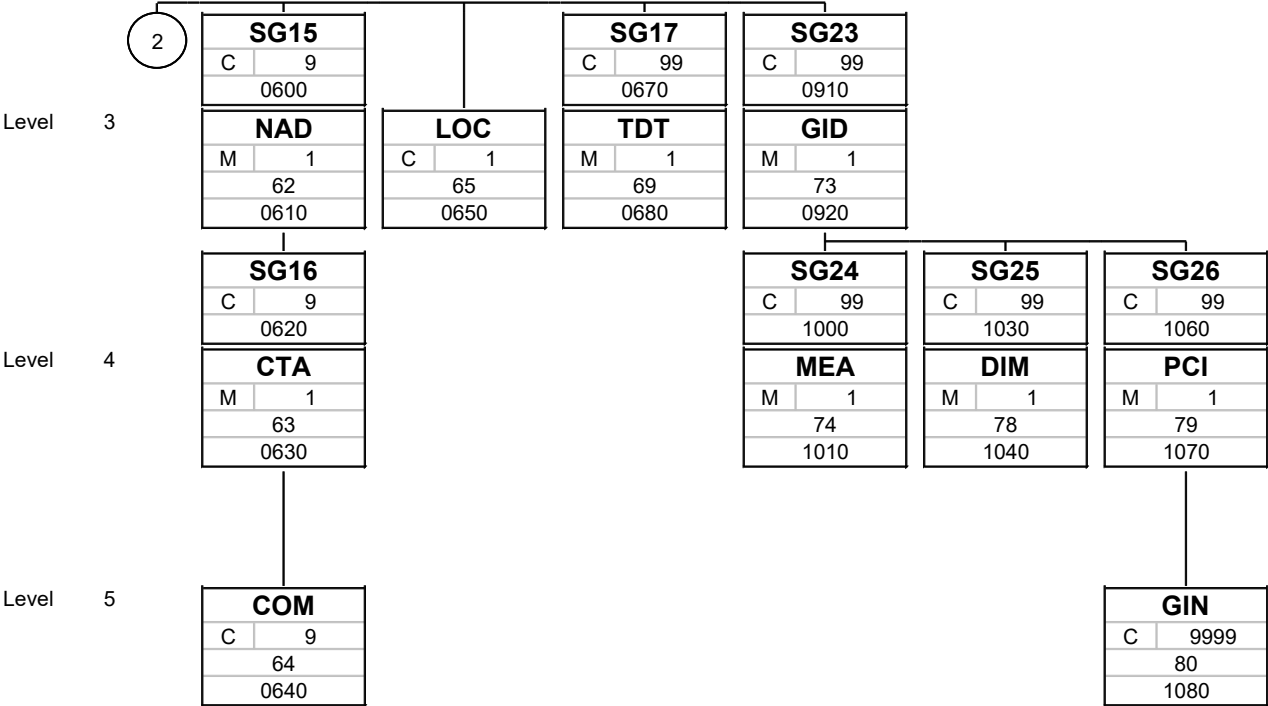 2
SG15 SG17 SG23
C 9 C 99 C 99
0600 0670 0910
Level 3 NAD LOC TDT GID
M 1 C 1 M 1 M 1
62 65 69 73
0610 0650 0680 0920
SG16 SG24 SG25 SG26
C 9 C 99 C 99 C 99
0620 1000 1030 1060
Level 4 CTA MEA DIM PCI
M 1 M 1 M 1 M 1
63 74 78 79
0630 1010 1040 1070
Level 5 COM GIN
C 9 C 9999
64 80
0640 1080